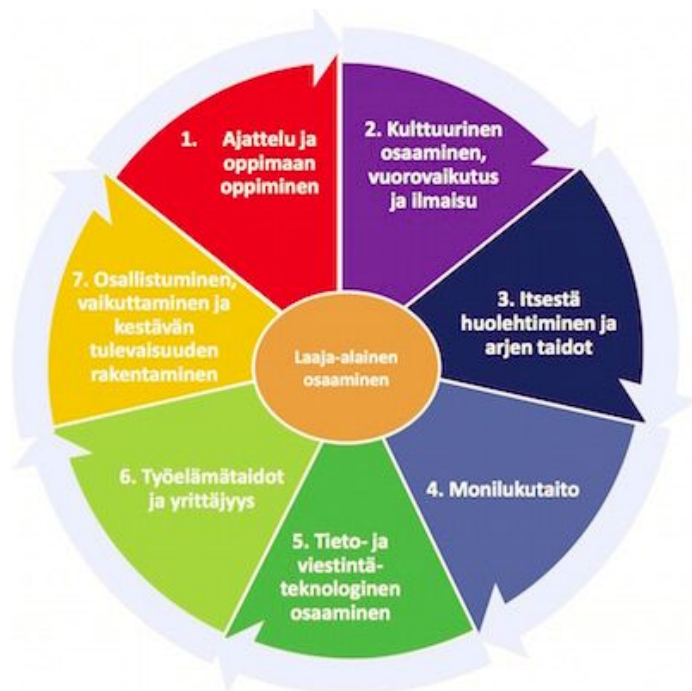 1. Ajattelu ja
oppimaan
oppiminen
2. Kulttuurinen
osaaminen,
vuorovaikutus
ja ilmaisu
3. Itsestä
huolehtiminen ja
arjen taidot
4. Monilukutaito
5. Tieto- ja
viestintä-
teknologinen
osaaminen
6. Työelämätaidot
ja yrittäjyys
7. Osallistuminen,
vaikuttaminen ja
kestävän
tulevaisuuden
rakentaminen
Laaja-alainen
osaaminen